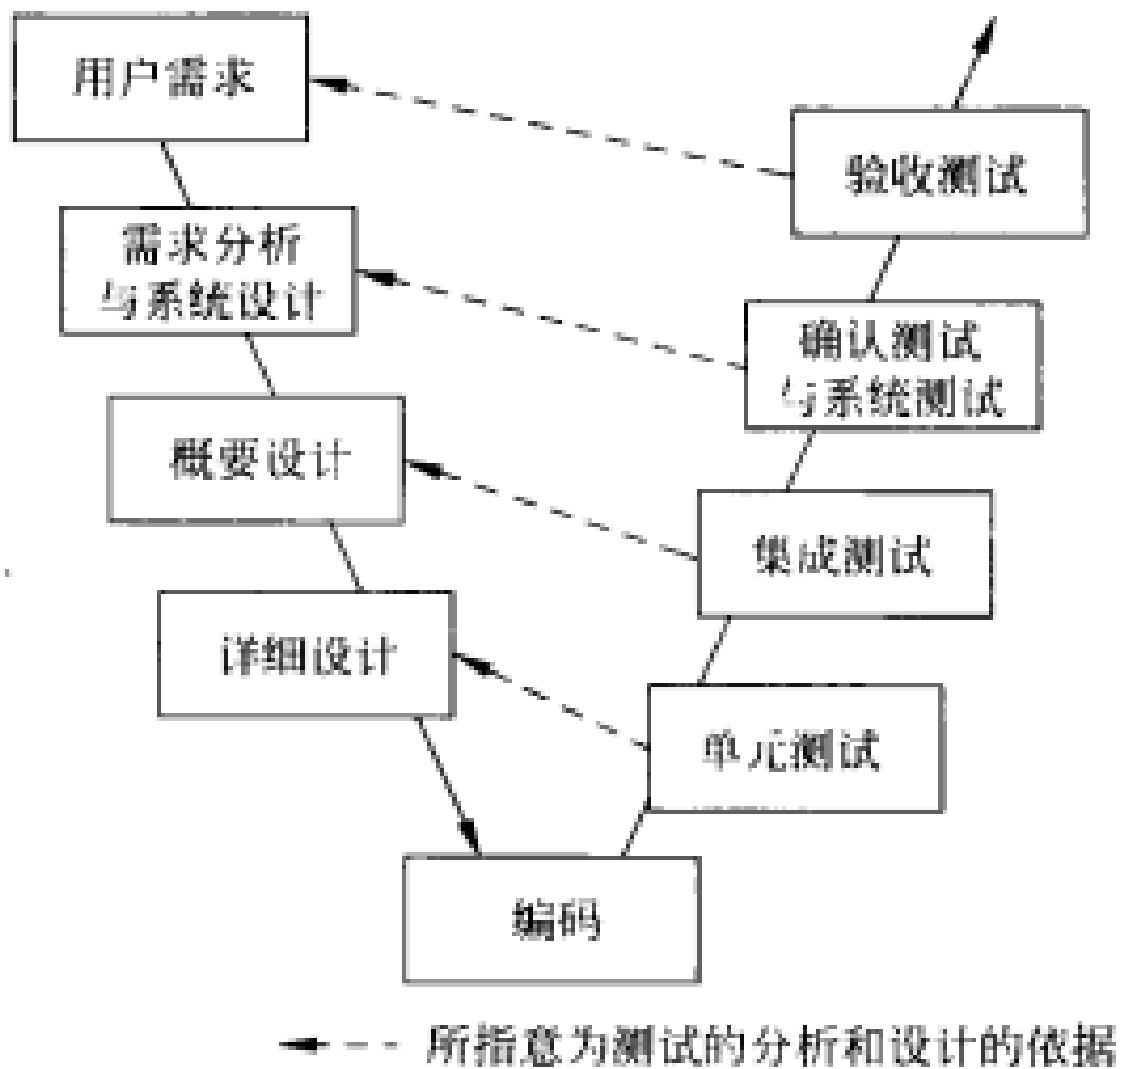 用户需求
验收测试
需求分析
与系统设计
确认测试
与系统测试
概要设计
集成测试
详细设计
单元测试
编码
所指意为测试的分析和设计的依据